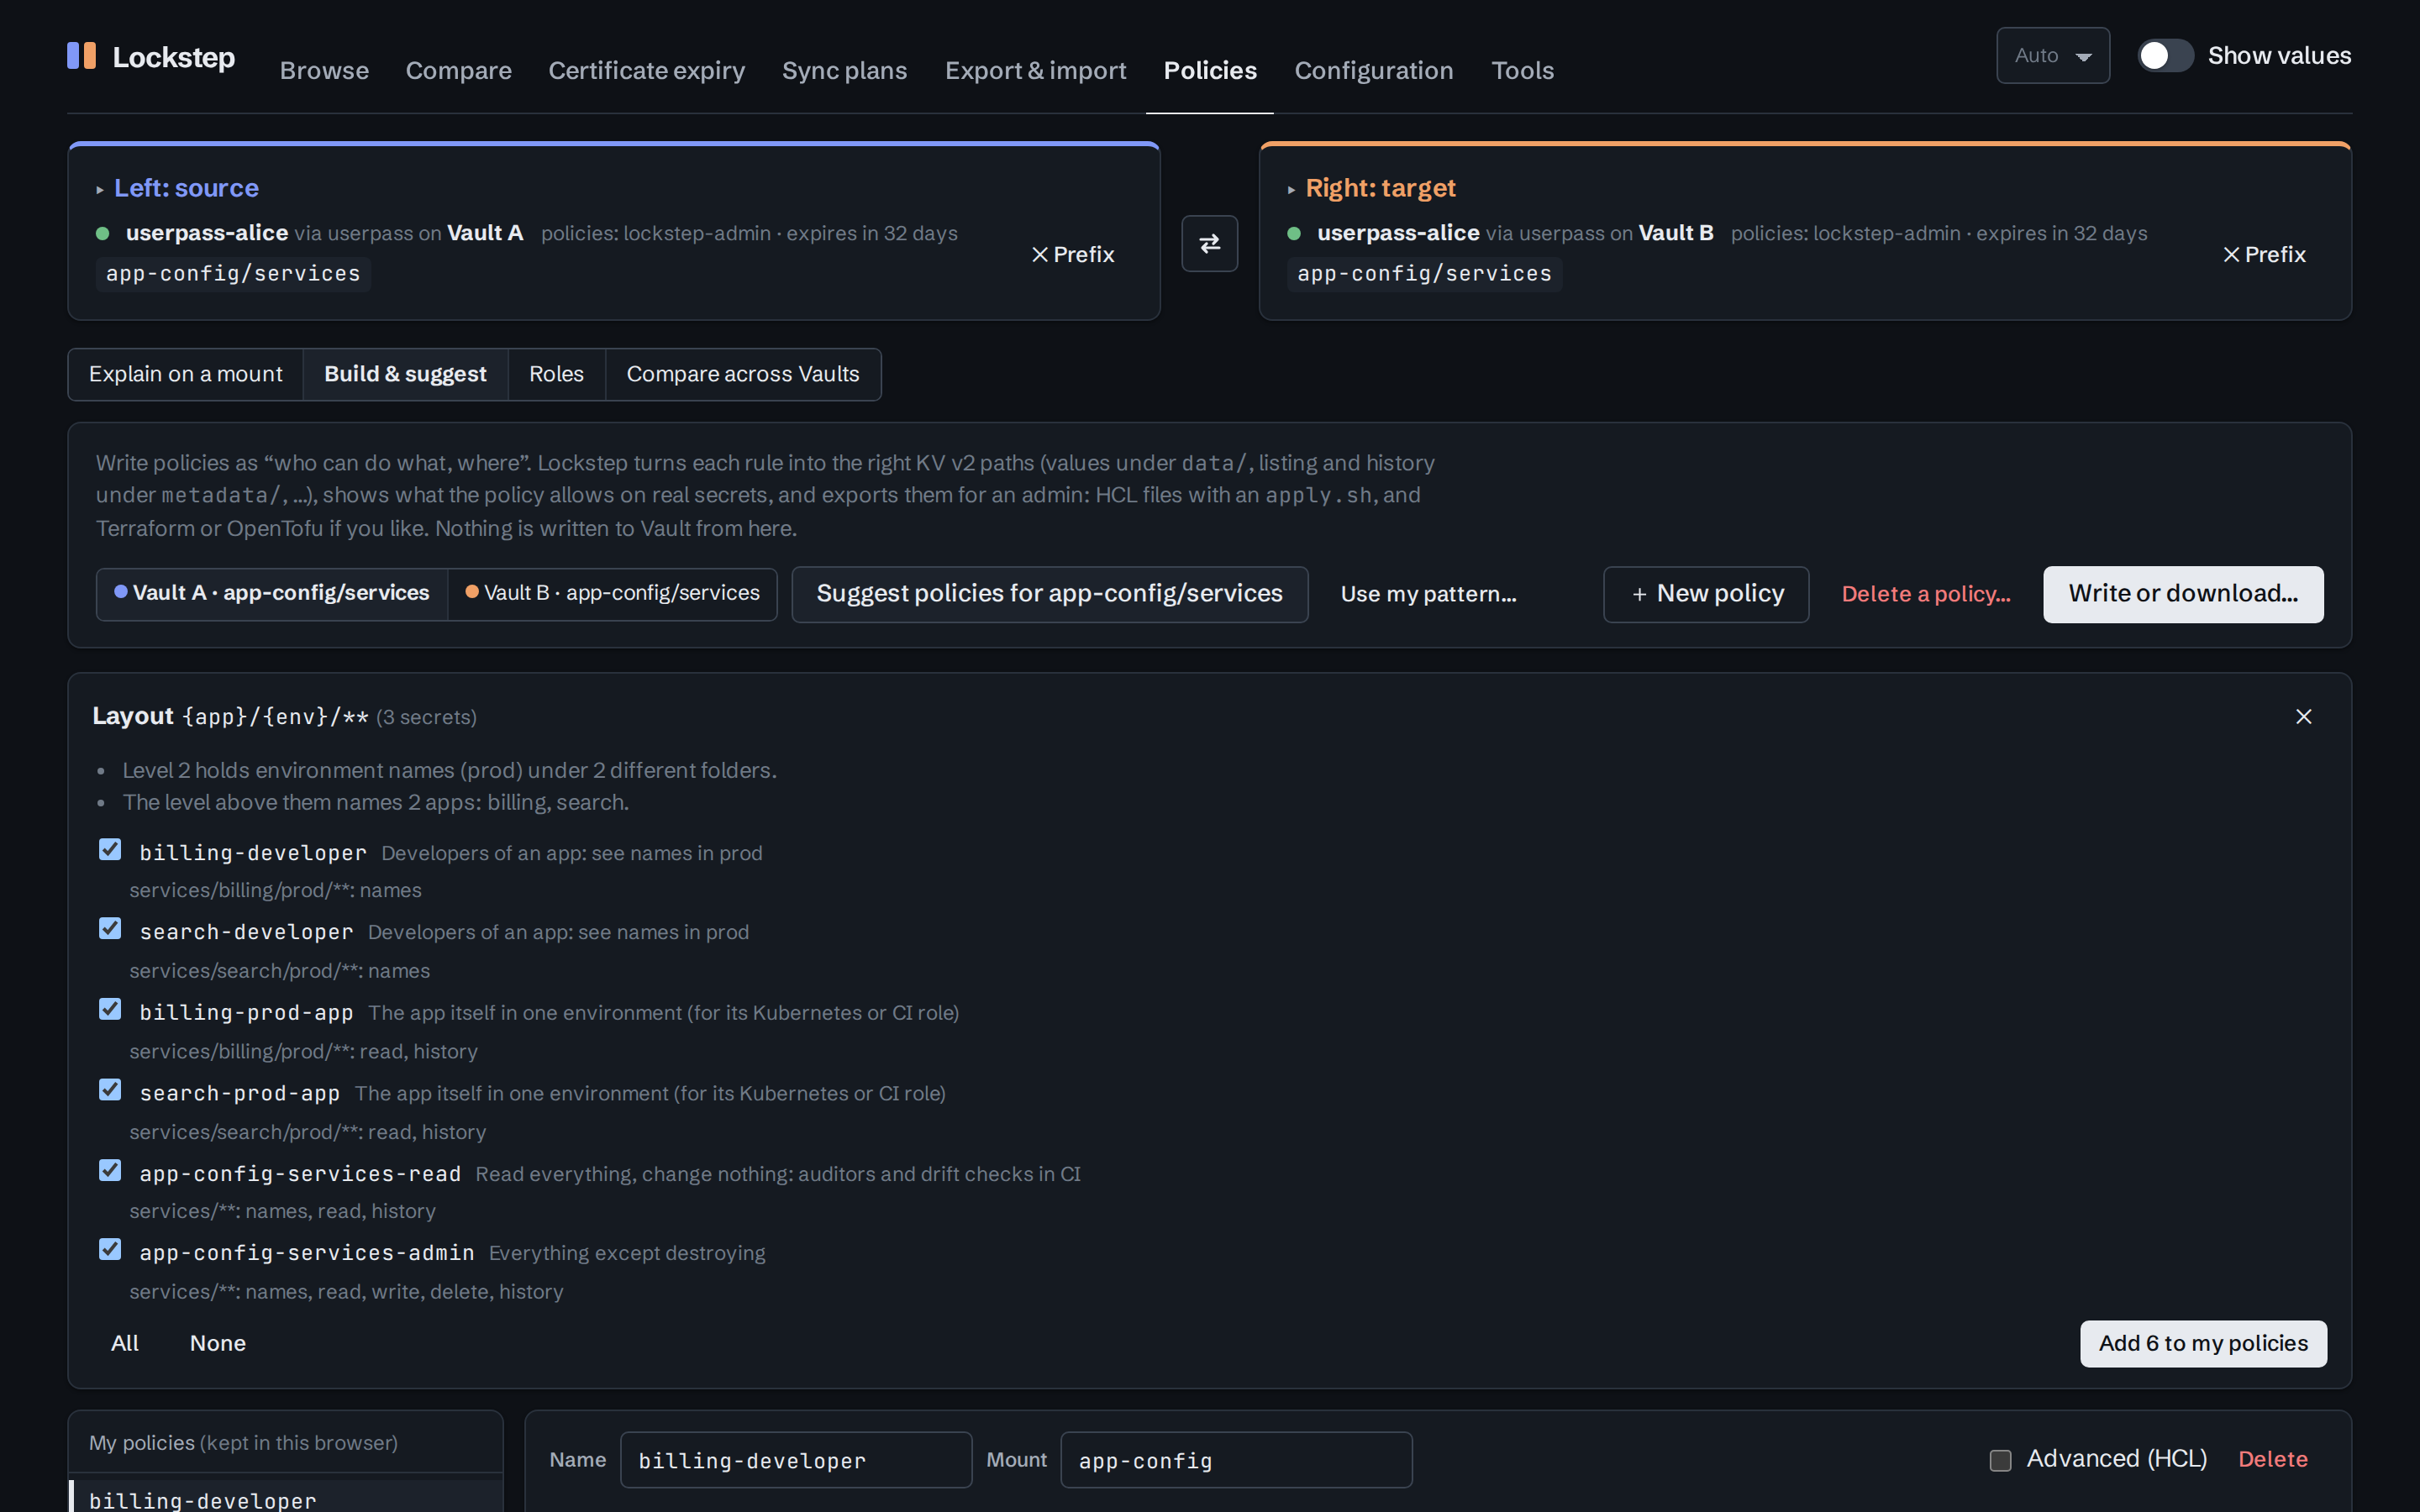 Lockstep
Browse Compare Certificate expiry Sync plans Export & import Policies Configuration Tools
Auto Show values
Left: source
userpass-alice via userpass on Vault A policies: lockstep-admin · expires in 32 days
app-config/services
Prefix
Right: target
userpass-alice via userpass on Vault B policies: lockstep-admin · expires in 32 days
app-config/services
Prefix
Explain on a mount Build & suggest Roles Compare across Vaults
Write policies as “who can do what, where”. Lockstep turns each rule into the right KV v2 paths (values under data/, listing and history
under metadata/, …), shows what the policy allows on real secrets, and exports them for an admin: HCL files with an apply.sh, and
Terraform or OpenTofu if you like. Nothing is written to Vault from here.
Vault A · app-config/services Vault B · app-config/services Suggest policies for app-config/services Use my pattern… + New policy Delete a policy… Write or download…
Layout {app}/{env}/** (3 secrets)
• Level 2 holds environment names (prod) under 2 different folders.
• The level above them names 2 apps: billing, search.
billing-developer Developers of an app: see names in prod
services/billing/prod/**: names
search-developer Developers of an app: see names in prod
services/search/prod/**: names
billing-prod-app The app itself in one environment (for its Kubernetes or CI role)
services/billing/prod/**: read, history
search-prod-app The app itself in one environment (for its Kubernetes or CI role)
services/search/prod/**: read, history
app-config-services-read Read everything, change nothing: auditors and drift checks in CI
services/**: names, read, history
app-config-services-admin Everything except destroying
services/**: names, read, write, delete, history
All None Add 6 to my policies
My policies (kept in this browser)
billing-developer
Name billing-developer Mount app-config Advanced (HCL) Delete